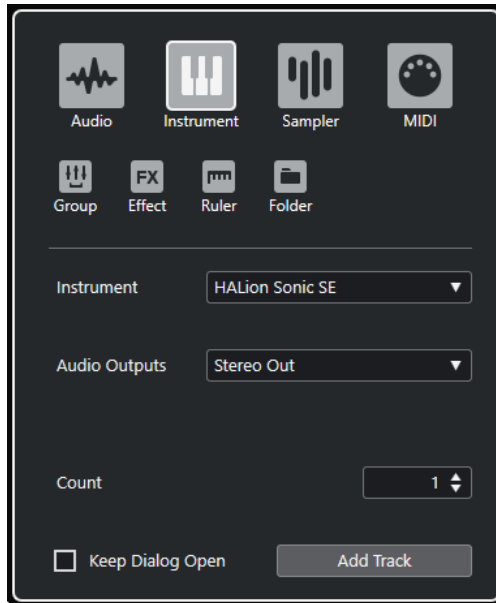 Audio Instrument Sampler MIDI
FX
Group Effect Ruler Folder
Instrument HALion Sonic SE
Audio Outputs Stereo Out
Count 1
Keep Dialog Open Add Track